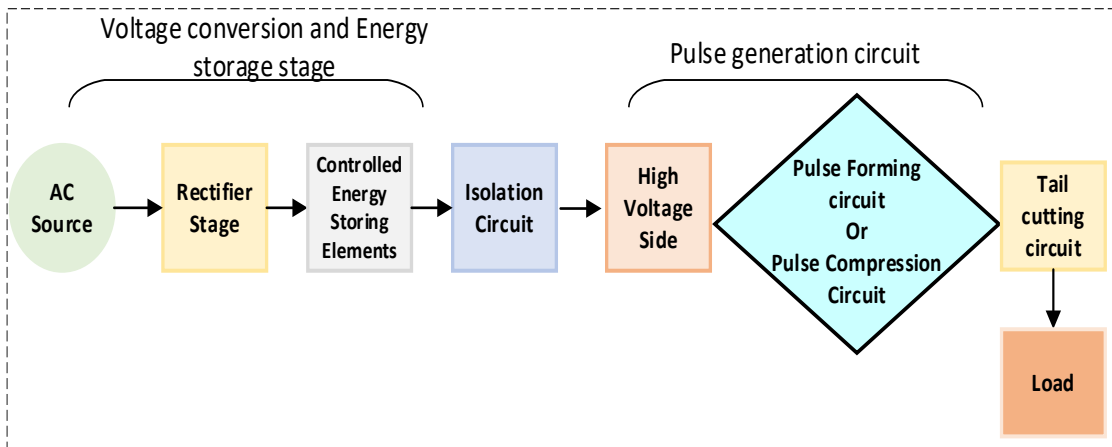 Voltage conversion and Energy
storage stage
Pulse generation circuit
AC
Source
Rectifier
Stage
Controlled
Energy
Storing
Elements
Isolation
Circuit
High
Voltage
Side
Pulse Forming
circuit
Or
Pulse Compression
Circuit
Tail
cutting
circuit
Load